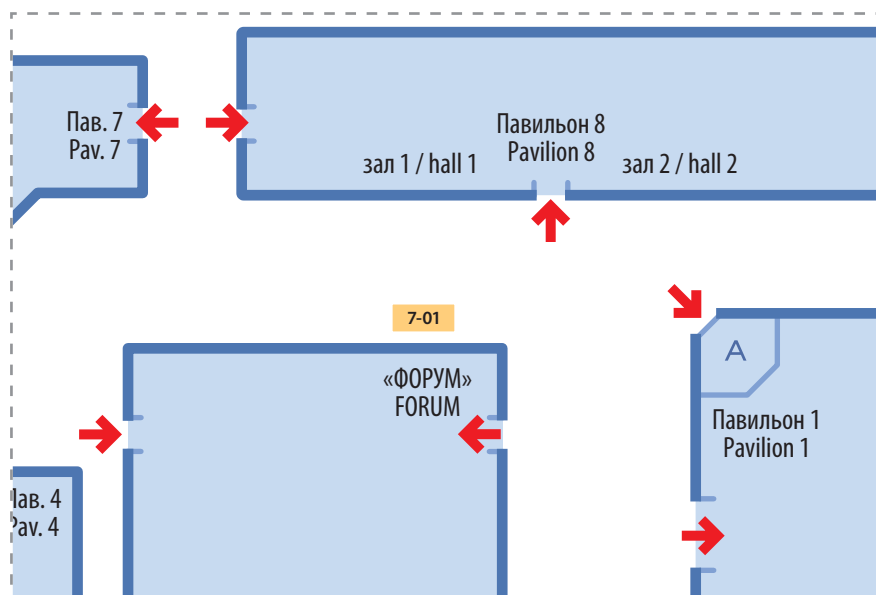 Пав. 7
Pav. 7
Павильон 8
Pavilion 8
зал 1 / hall 1
зал 2 / hall 2
7-01
«ФОРУМ»
FORUM
A
Павильон 1
Pavilion 1
Пав. 4
Pav. 4